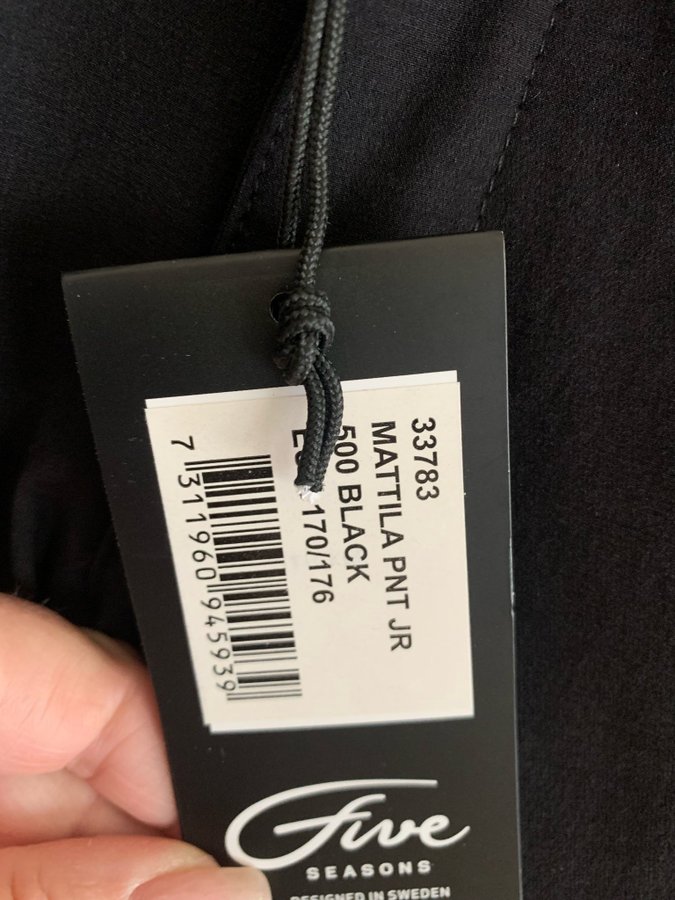 33783
MATTILA PNT JR
500 BLACK
170/176
7 311960 945939
Five
SEASONS
DESIGNED IN SWEDEN